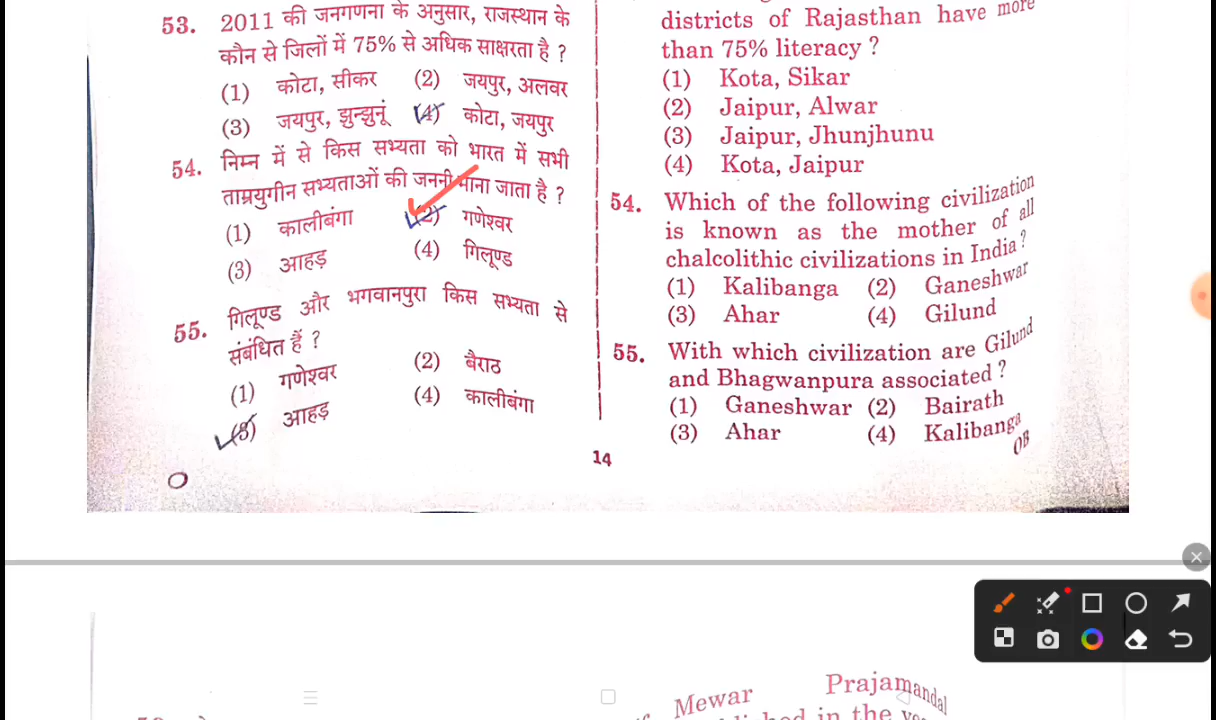 53. 2011 की जनगणना के अनुसार, राजस्थान के
कौन से जिलों में 75% से अधिक साक्षरता है ?
(1) कोटा, सीकर (2) जयपुर, अलवर
(3) जयपुर, झुन्झुनूं (4) कोटा, जयपुर
54. निम्न में से किस सभ्यता को भारत में सभी
ताम्रयुगीन सभ्यताओं की जननी माना जाता है ?
(1) कालीबंगा (2) गणेश्वर
(3) आहड़ (4) गिलूण्ड
55. गिलूण्ड और भगवानपुरा किस सभ्यता से
संबंधित हैं ?
(1) गणेश्वर (2) बैराठ
(3) आहड़ (4) कालीबंगा
districts of Rajasthan have more
than 75% literacy ?
(1) Kota, Sikar
(2) Jaipur, Alwar
(3) Jaipur, Jhunjhunu
(4) Kota, Jaipur
54. Which of the following civilization
is known as the mother of all
chalcolithic civilizations in India ?
(1) Kalibanga (2) Ganeshwar
(3) Ahar (4) Gilund
55. With which civilization are Gilund
and Bhagwanpura associated ?
(1) Ganeshwar (2) Bairath
(3) Ahar (4) Kalibanga
08
14
Mewar Prajamandal
in the